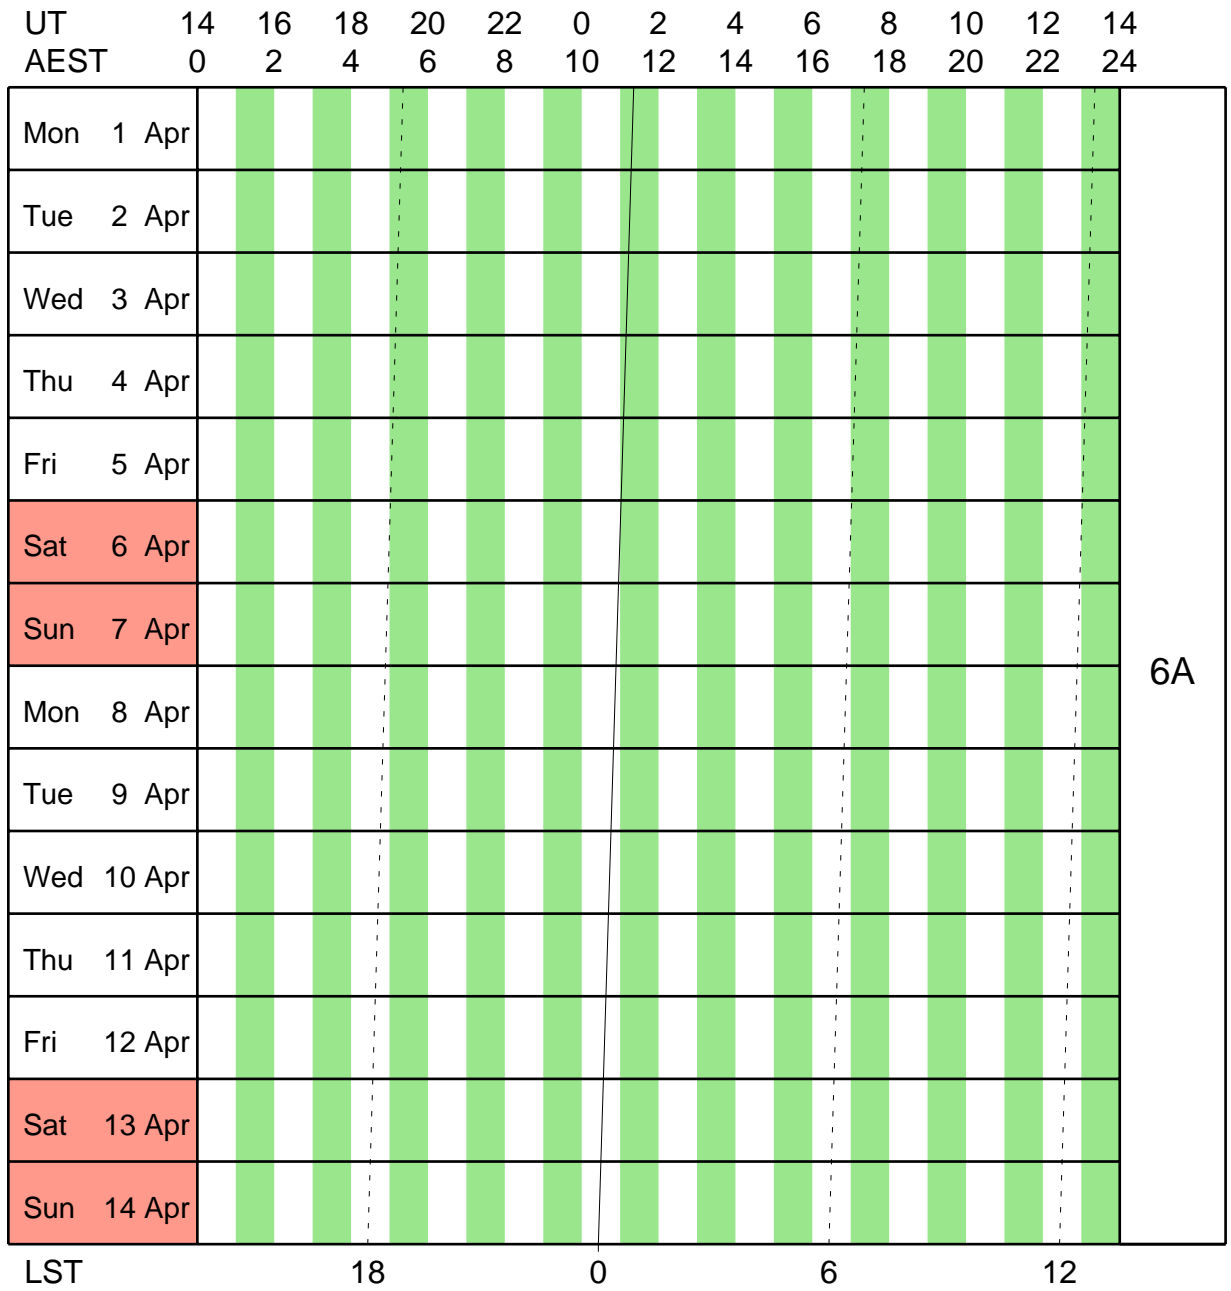 UT 14 16 18 20 22 0 2 4 6 8 10 12 14
AEST 0 2 4 6 8 10 12 14 16 18 20 22 24
Mon 1 Apr
Tue 2 Apr
Wed 3 Apr
Thu 4 Apr
Fri 5 Apr
Sat 6 Apr
Sun 7 Apr
6A
Mon 8 Apr
Tue 9 Apr
Wed 10 Apr
Thu 11 Apr
Fri 12 Apr
Sat 13 Apr
Sun 14 Apr
LST 18 0 6 12